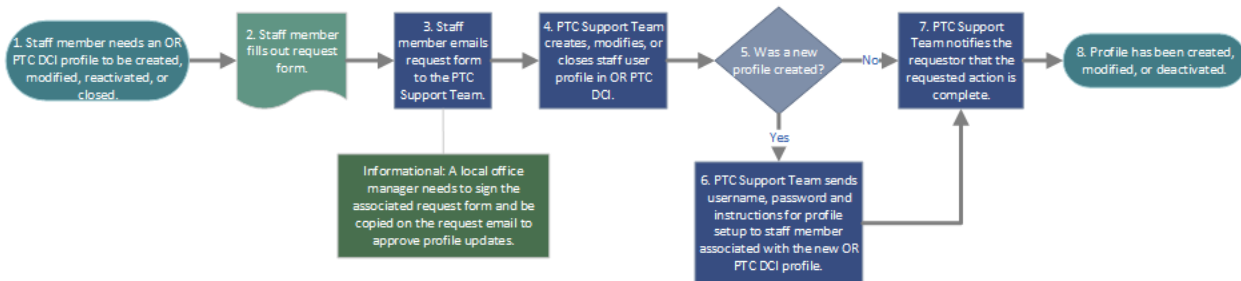 1. Staff member needs an OR
PTC DCI profile to be created,
modified, reactivated, or
closed.
2. Staff member
fills out request
form.
3. Staff
member emails
request form
to the PTC
Support Team.
4. PTC Support Team
creates, modifies, or
closes staff user
profile in OR PTC
DCI.
5. Was a new
profile created?
No
7. PTC Support
Team notifies the
requestor that the
requested action is
complete.
8. Profile has been created,
modified, or deactivated.
Yes
Informational: A local office
manager needs to sign the
associated request form and be
copied on the request email to
approve profile updates.
6. PTC Support Team sends
username, password and
instructions for profile
setup to staff member
associated with the new OR
PTC DCI profile.